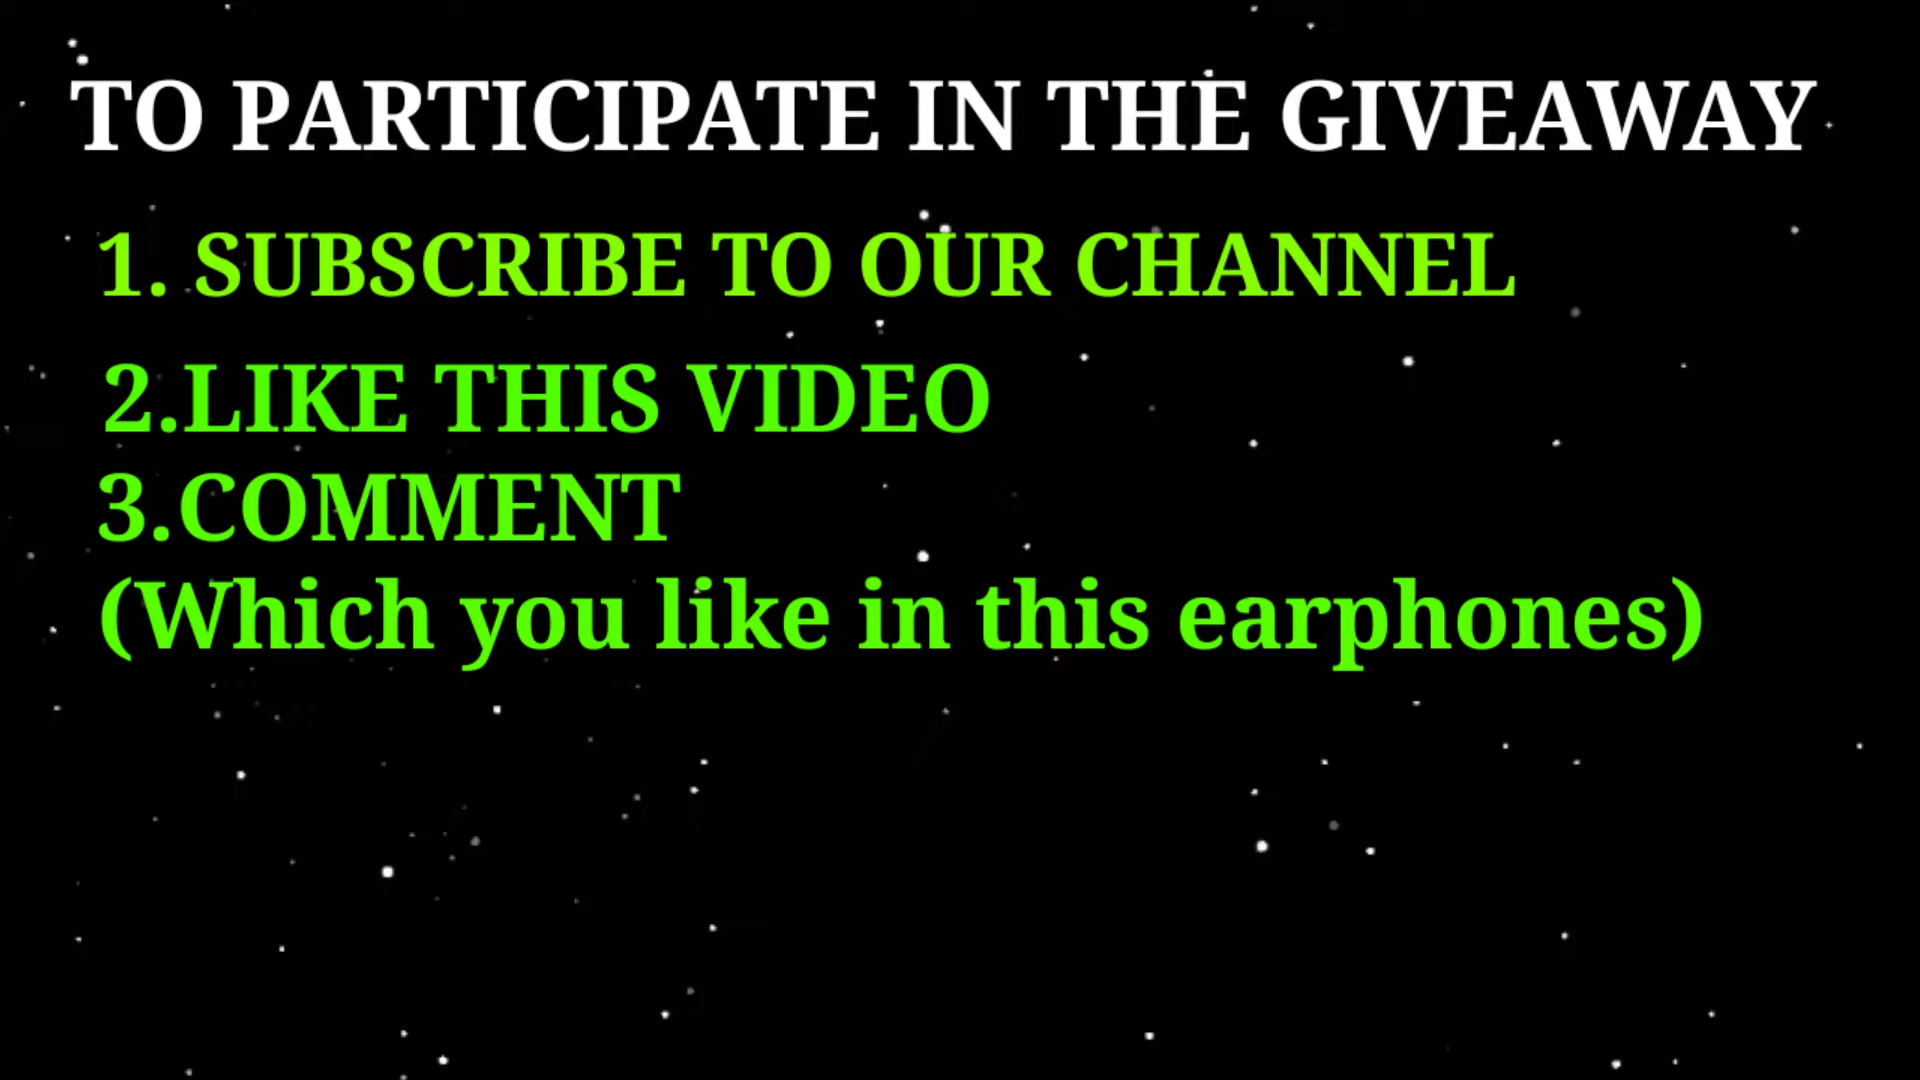 TO PARTICIPATE IN THE GIVEAWAY
1. SUBSCRIBE TO OUR CHANNEL
2.LIKE THIS VIDEO
3.COMMENT
(Which you like in this earphones)